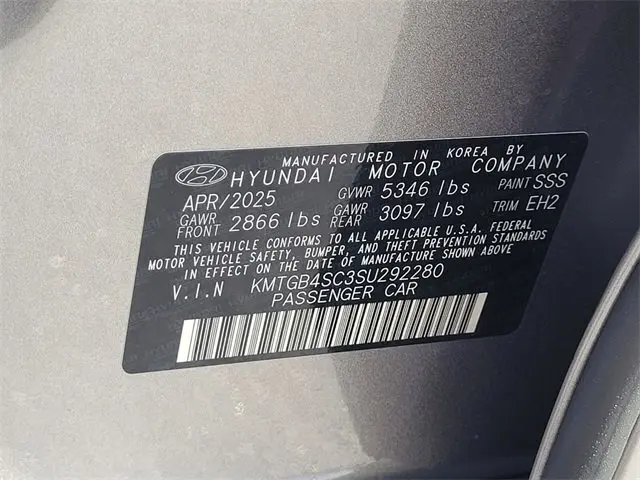 MANUFACTURED IN KOREA BY
HYUNDAI MOTOR COMPANY
APR/2025 GVWR 5346 lbs PAINT SSS
GAWR FRONT 2866 lbs GAWR REAR 3097 lbs TRIM EH2
THIS VEHICLE CONFORMS TO ALL APPLICABLE U.S.A. FEDERAL
MOTOR VEHICLE SAFETY, BUMPER, AND THEFT PREVENTION STANDARDS
IN EFFECT ON THE DATE OF MANUFACTURE SHOWN ABOVE
V.I.N KMTGB4SC3SU292280
PASSENGER CAR